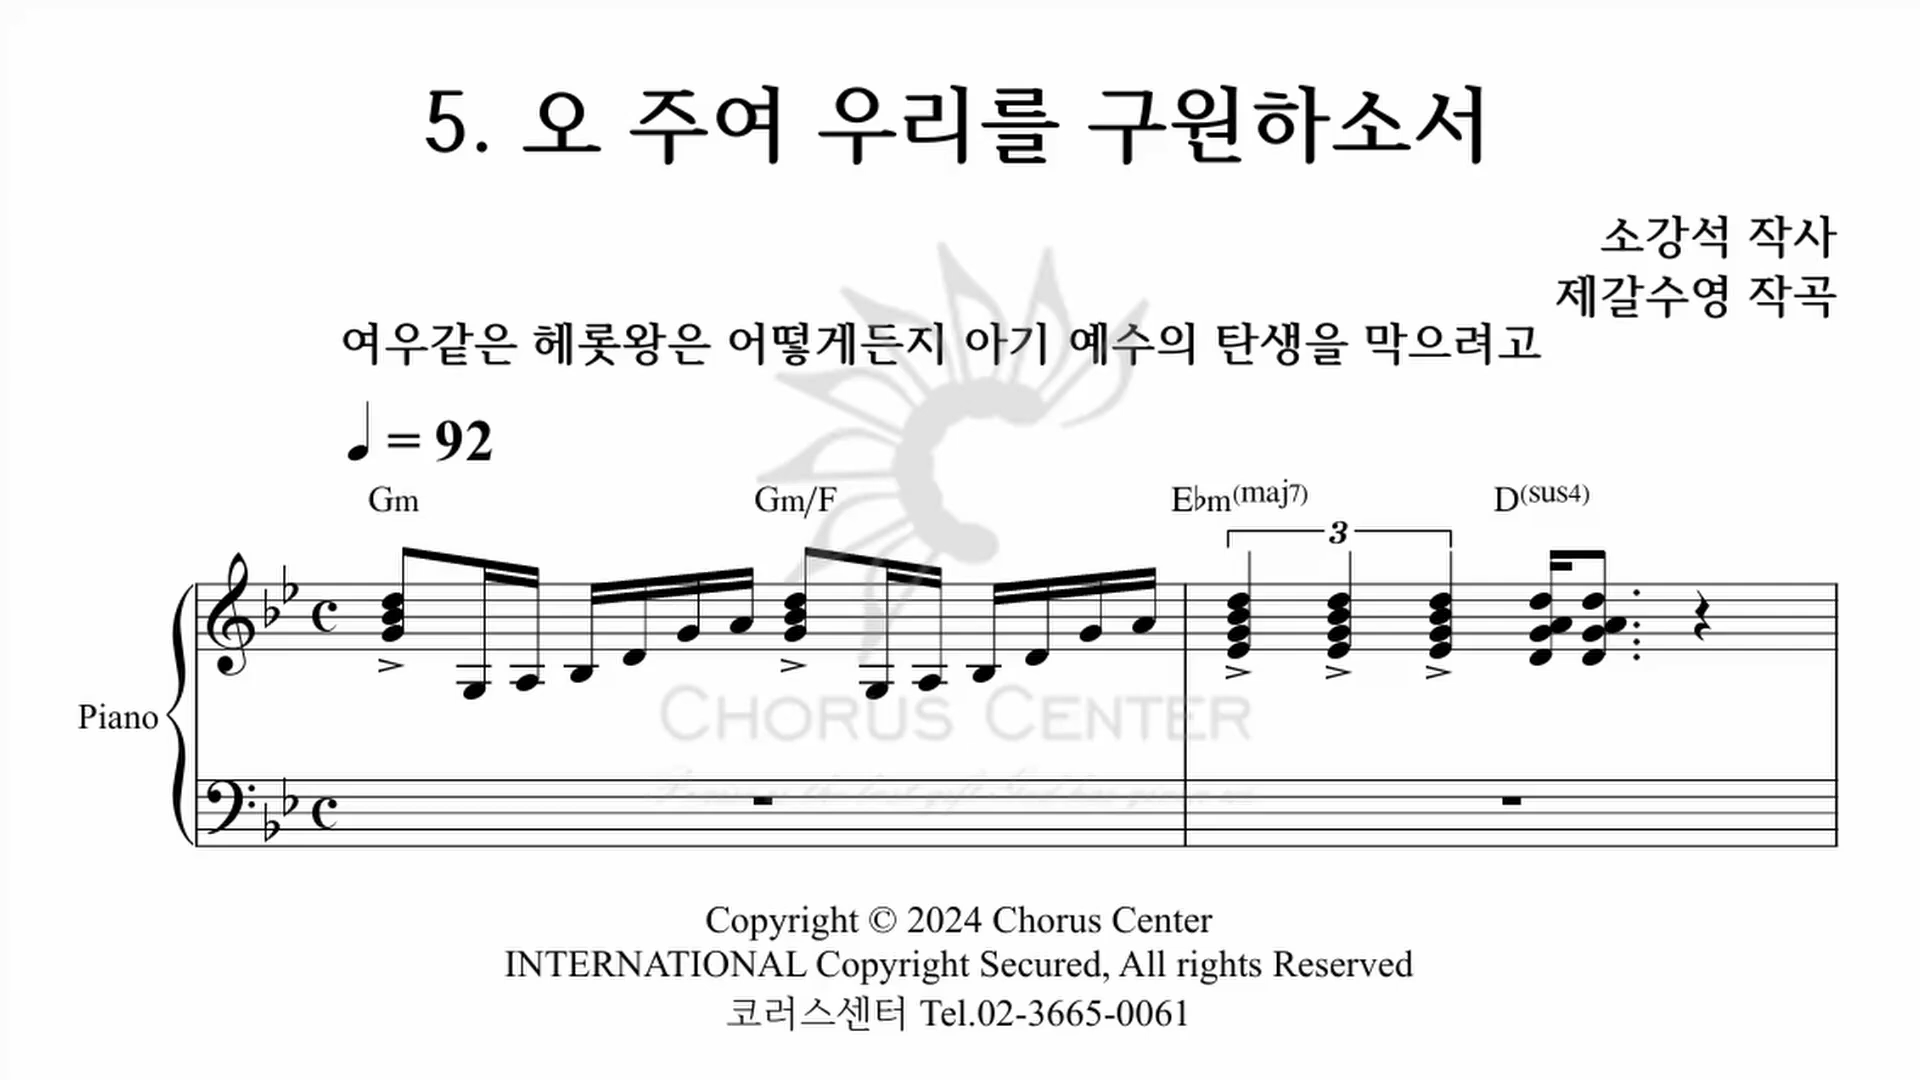 5. 오 주여 우리를 구원하소서
소강석 작사
제갈수영 작곡
여우같은 헤롯왕은 어떻게든지 아기 예수의 탄생을 막으려고
= 92
Gm Gm/F E♭m(maj7) D(sus4)
3
Piano
CHORUS CENTER
Copyright © 2024 Chorus Center
INTERNATIONAL Copyright Secured, All rights Reserved
코러스센터 Tel.02-3665-0061